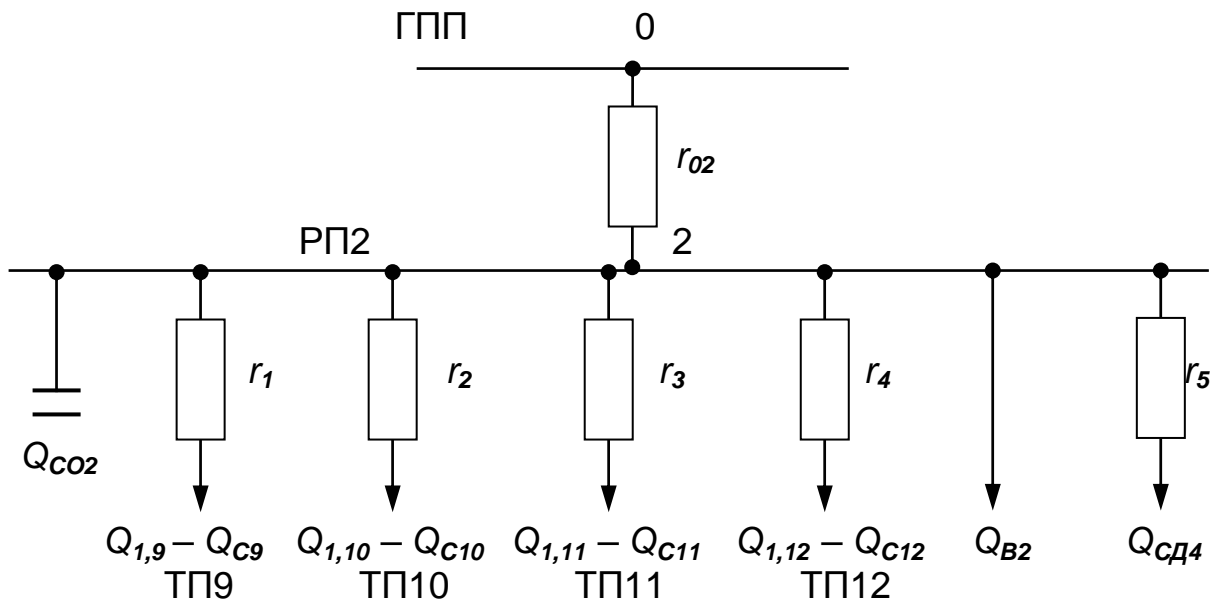 ГПП 0
r02
РП2 2
r1 r2 r3 r4 r5
QCO2
Q1,9 – QC9 Q1,10 – QC10 Q1,11 – QC11 Q1,12 – QC12 QB2 QСД4
ТП9 ТП10 ТП11 ТП12